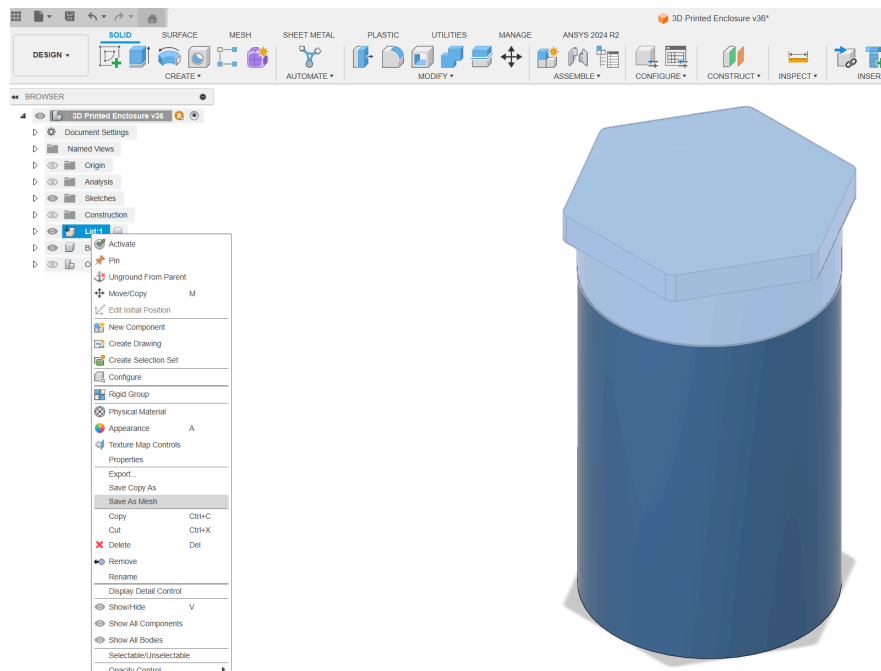 3D Printed Enclosure v36*
SOLID SURFACE MESH SHEET METAL PLASTIC UTILITIES MANAGE ANSYS 2024 R2
DESIGN
CREATE AUTOMATE MODIFY ASSEMBLE CONFIGURE CONSTRUCT INSPECT INSER
BROWSER
3D Printed Enclosure v36
Document Settings
Named Views
Origin
Analysis
Sketches
Construction
Lid:1
Activate
Pin
Unground From Parent
Move/Copy M
Edit Initial Position
New Component
Create Drawing
Create Selection Set
Configure
Rigid Group
Physical Material
Appearance A
Texture Map Controls
Properties
Export...
Save Copy As
Save As Mesh
Copy Ctrl+C
Cut Ctrl+X
Delete Del
Remove
Rename
Display Detail Control
Show/Hide V
Show All Components
Show All Bodies
Selectable/Unselectable
Opacity Control